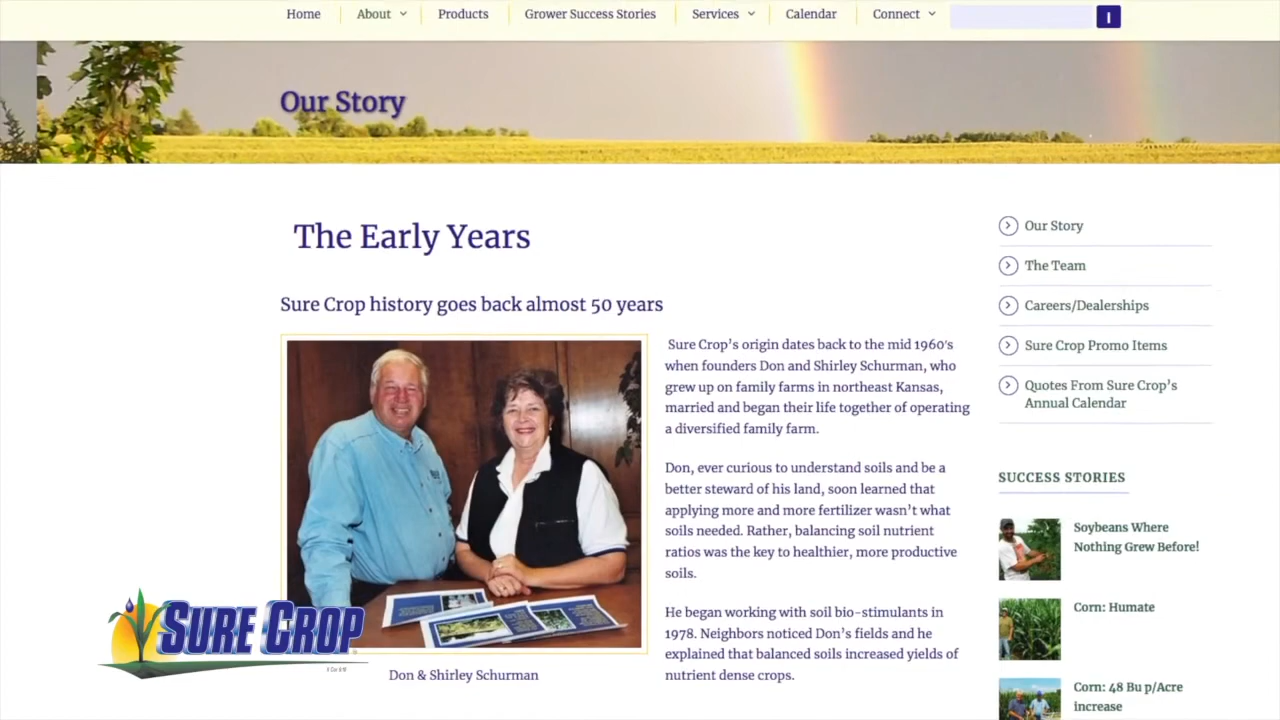 Home About Products Grower Success Stories Services Calendar Connect
Our Story
The Early Years
Sure Crop history goes back almost 50 years
Sure Crop's origin dates back to the mid 1960's
when founders Don and Shirley Schurman, who
grew up on family farms in northeast Kansas,
married and began their life together of operating
a diversified family farm.
Don, ever curious to understand soils and be a
better steward of his land, soon learned that
applying more and more fertilizer wasn't what
soils needed. Rather, balancing soil nutrient
ratios was the key to healthier, more productive
soils.
He began working with soil bio-stimulants in
1978. Neighbors noticed Don's fields and he
explained that balanced soils increased yields of
nutrient dense crops.
Don & Shirley Schurman
SURE CROP
Our Story
The Team
Careers/Dealerships
Sure Crop Promo Items
Quotes From Sure Crop's
Annual Calendar
SUCCESS STORIES
Soybeans Where
Nothing Grew Before!
Corn: Humate
Corn: 48 Bu p/Acre
increase